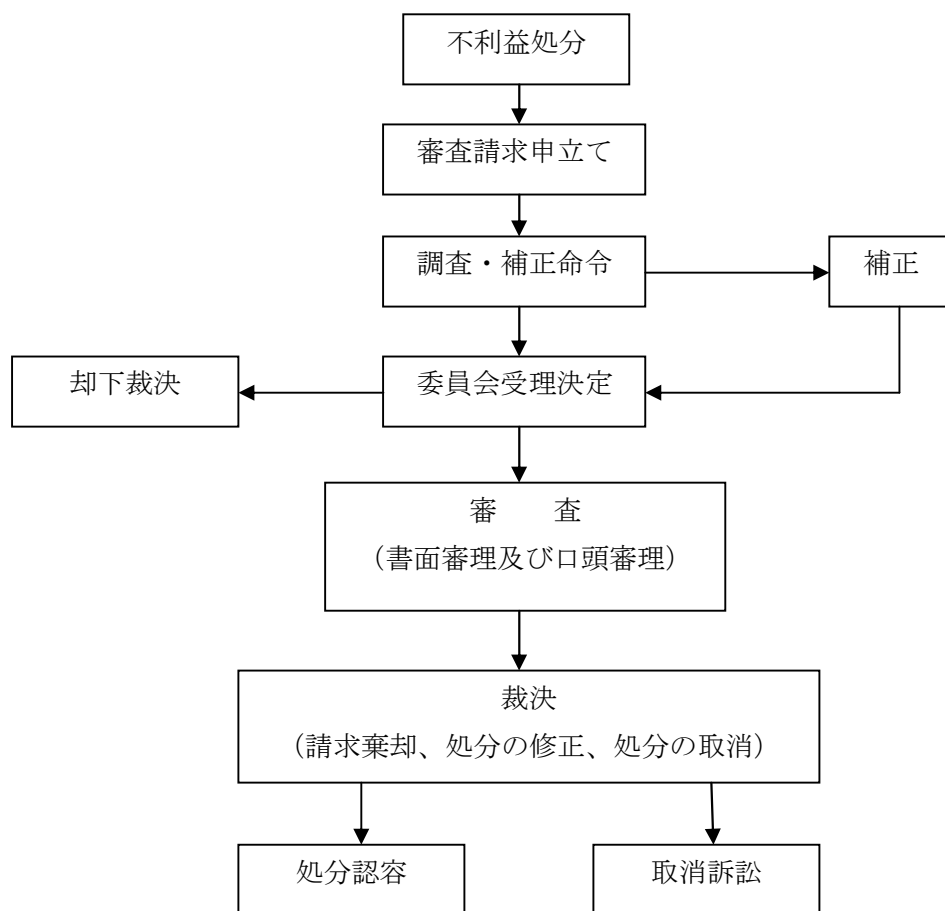 不利益処分
審査請求申立て
調査・補正命令
補正
却下裁決
委員会受理決定
審　　査
（書面審理及び口頭審理）
裁決
（請求棄却、処分の修正、処分の取消）
処分認容
取消訴訟